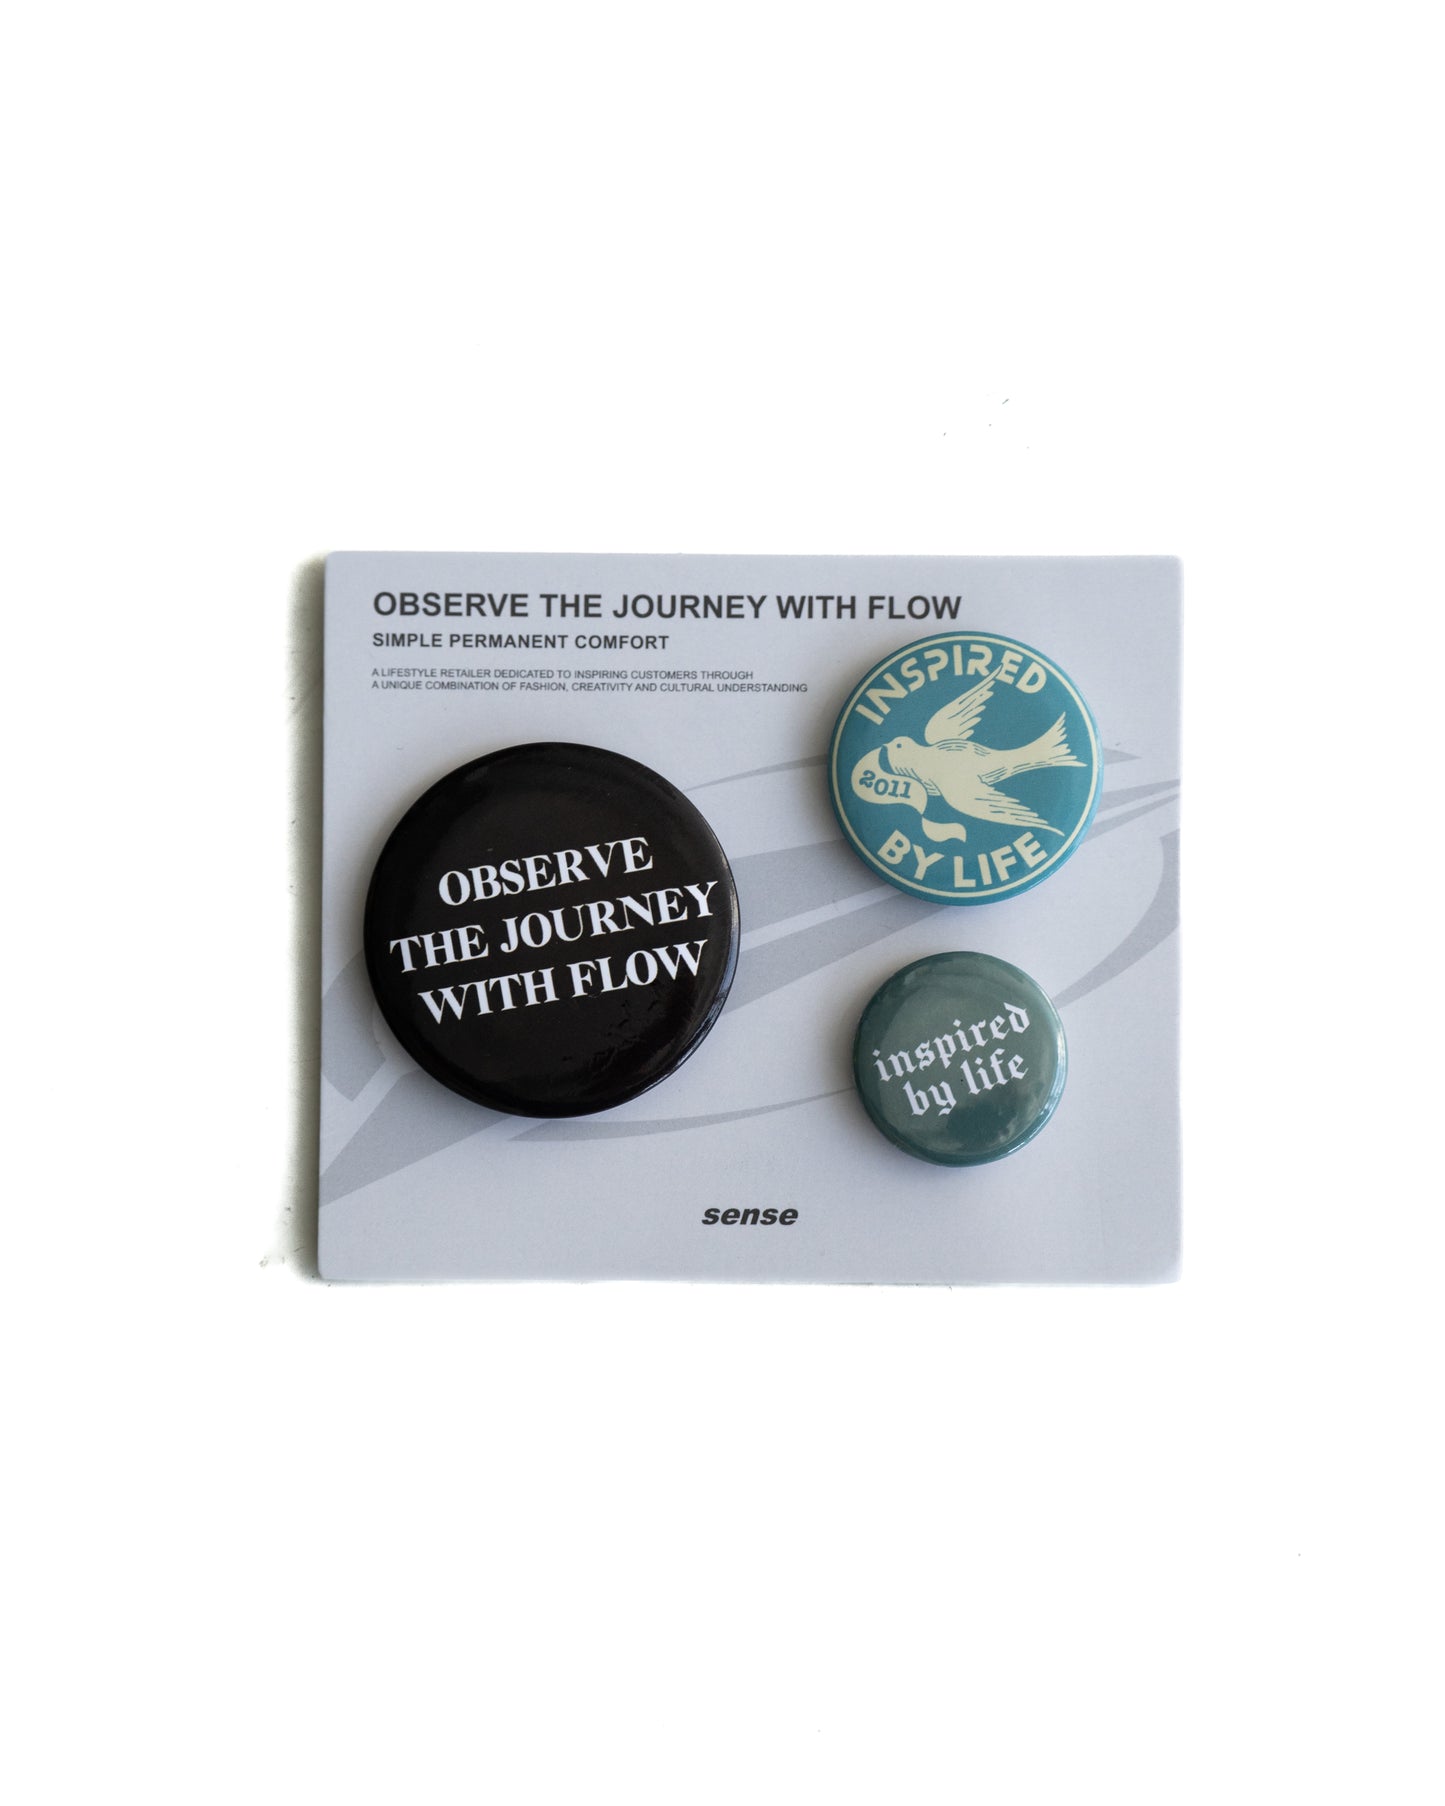 OBSERVE THE JOURNEY WITH FLOW
SIMPLE PERMANENT COMFORT
A LIFESTYLE RETAILER DEDICATED TO INSPIRING CUSTOMERS THROUGH
A UNIQUE COMBINATION OF FASHION, CREATIVITY AND CULTURAL UNDERSTANDING
INSPIRED
2011
BY LIFE
OBSERVE
THE JOURNEY
WITH FLOW
inspired
by life
sense